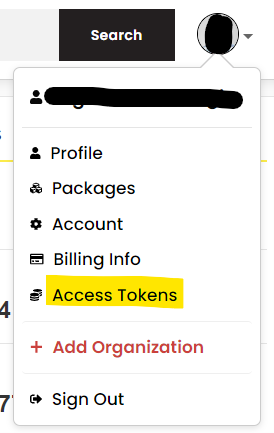 Search
Profile
Packages
Account
Billing Info
Access Tokens
+ Add Organization
Sign Out